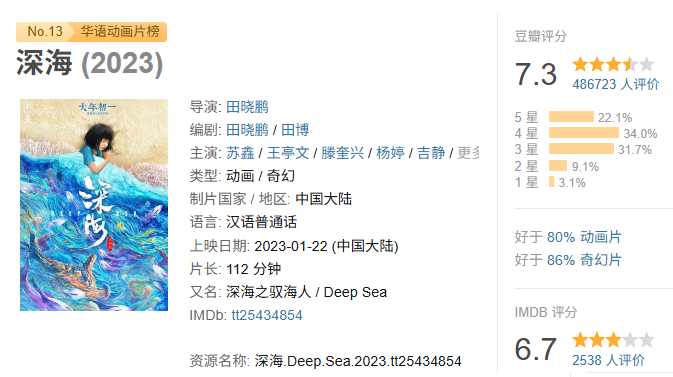 No.13 华语动画片榜
深海 (2023)
大年初一
深海
DEEP SEA
导演: 田晓鹏
编剧: 田晓鹏 / 田博
主演: 苏鑫 / 王亭文 / 滕奎兴 / 杨婷 / 吉静 / 更多
类型: 动画 / 奇幻
制片国家 / 地区: 中国大陆
语言: 汉语普通话
上映日期: 2023-01-22 (中国大陆)
片长: 112 分钟
又名: 深海之驭海人 / Deep Sea
IMDb: tt25434854
资源名称: 深海.Deep.Sea.2023.tt25434854
豆瓣评分
7.3
486723 人评价
5 星 22.1%
4 星 34.0%
3 星 31.7%
2 星 9.1%
1 星 3.1%
好于 80% 动画片
好于 86% 奇幻片
IMDB 评分
6.7
2538 人评价